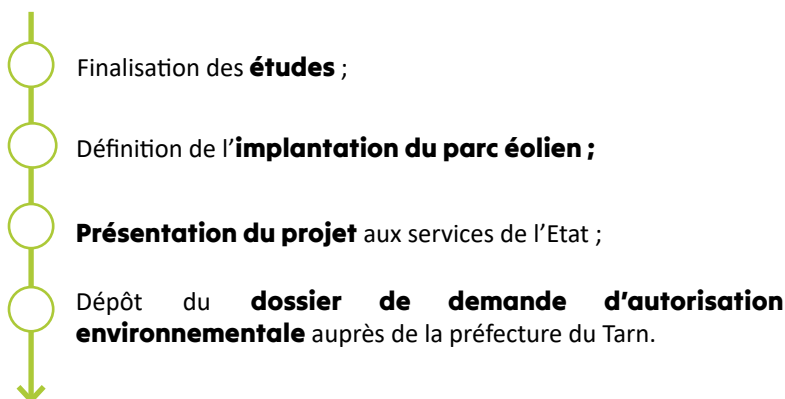 Finalisation des études ;
Définition de l'implantation du parc éolien ;
Présentation du projet aux services de l'Etat ;
Dépôt du dossier de demande d'autorisation
environnementale auprès de la préfecture du Tarn.